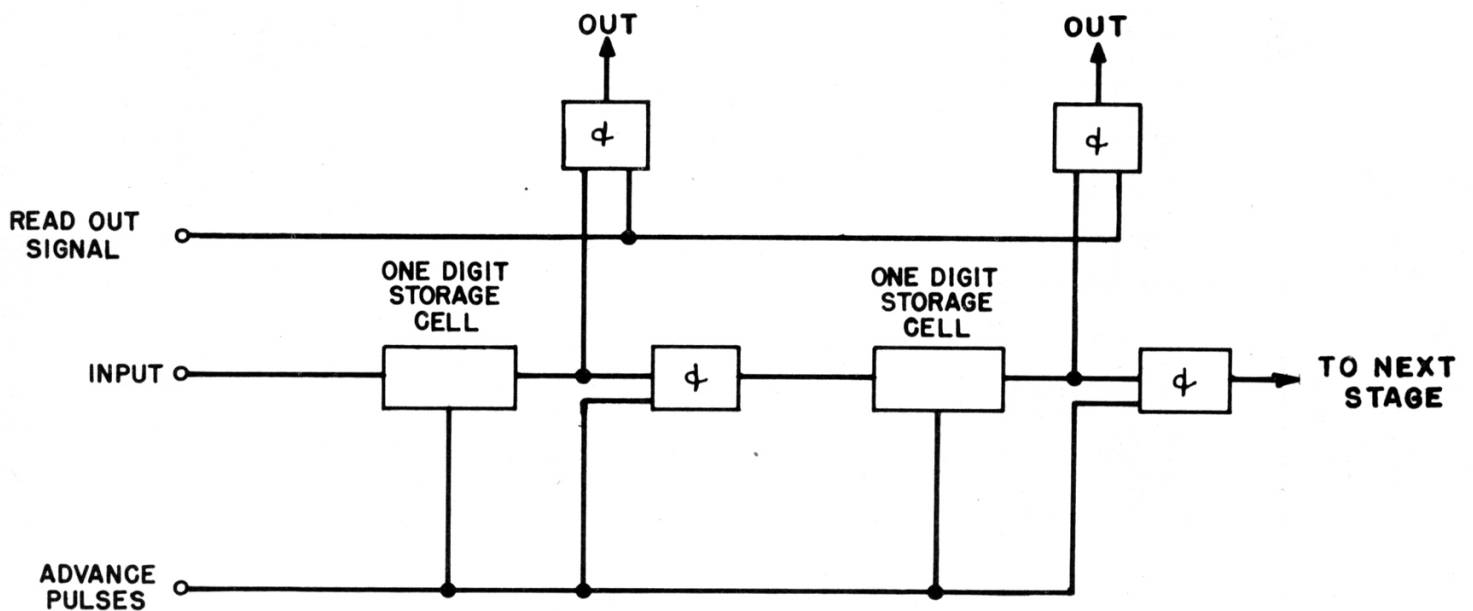 OUT
OUT
¢
¢
READ OUT
SIGNAL
ONE DIGIT
STORAGE
CELL
ONE DIGIT
STORAGE
CELL
INPUT
¢
¢
TO NEXT
STAGE
ADVANCE
PULSES